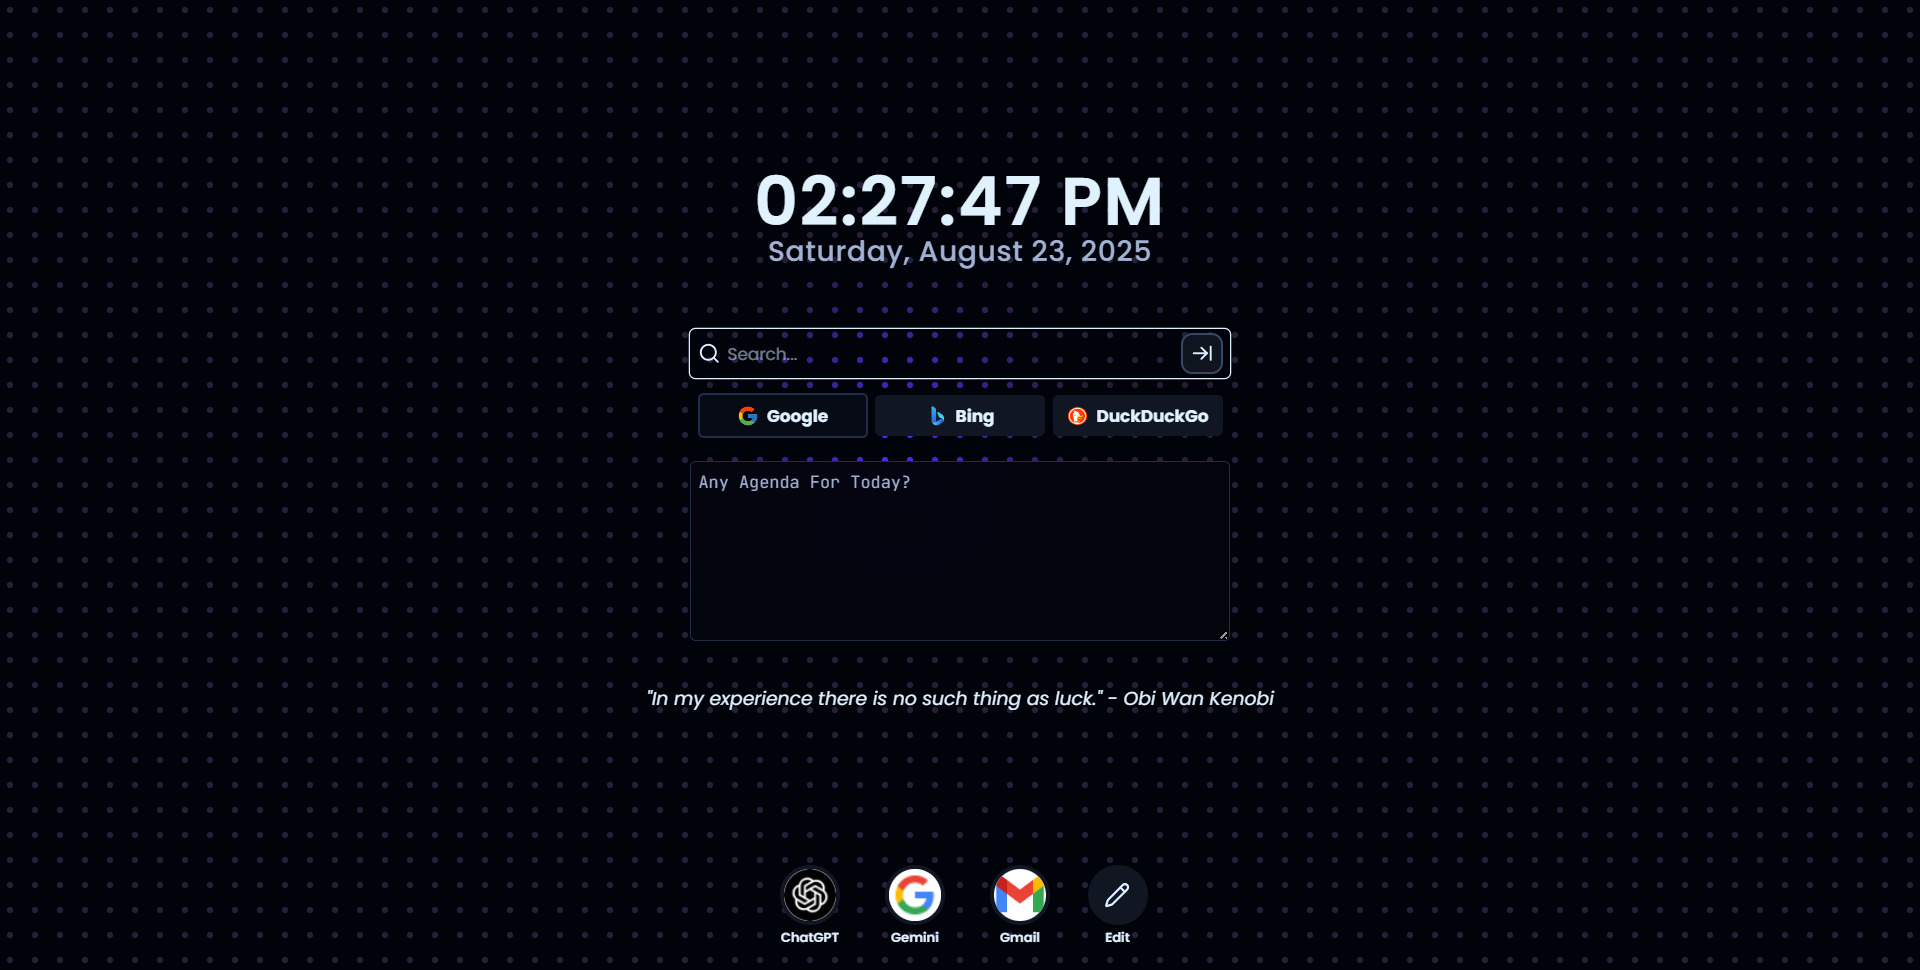 02:27:47 PM
Saturday, August 23, 2025
Search...
Google
Bing
DuckDuckGo
Any Agenda For Today?
"In my experience there is no such thing as luck." - Obi Wan Kenobi
ChatGPT
Gemini
Gmail
Edit